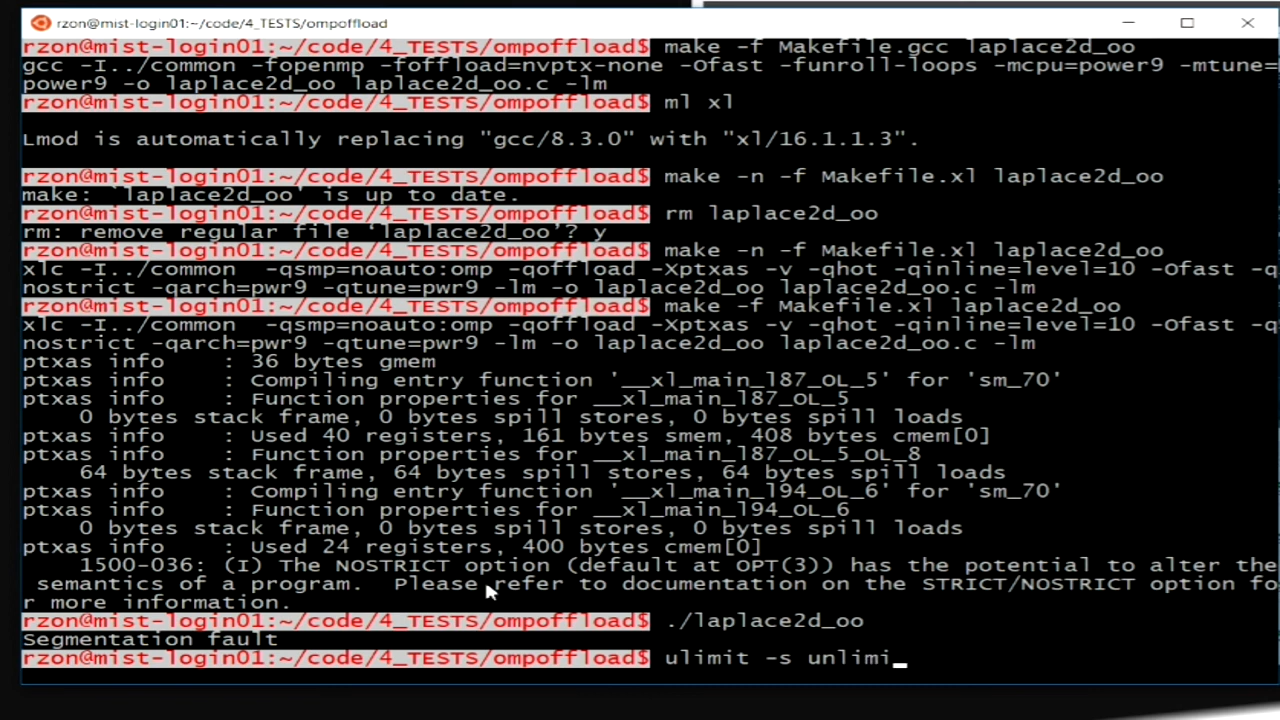 rzon@mist-login01: ~/code/4_TESTS/ompoffload
rzon@mist-login01:~/code/4_TESTS/ompoffload$ make -f Makefile.gcc laplace2d_oo
gcc -I../common -fopenmp -foffload=nvptx-none -Ofast -funroll-loops -mcpu=power9 -mtune=
power9 -o laplace2d_oo laplace2d_oo.c -lm
rzon@mist-login01:~/code/4_TESTS/ompoffload$ ml xl
Lmod is automatically replacing "gcc/8.3.0" with "xl/16.1.1.3".
rzon@mist-login01:~/code/4_TESTS/ompoffload$ make -n -f Makefile.xl laplace2d_oo
make: `laplace2d_oo' is up to date.
rzon@mist-login01:~/code/4_TESTS/ompoffload$ rm laplace2d_oo
rm: remove regular file ‘laplace2d_oo’? y
rzon@mist-login01:~/code/4_TESTS/ompoffload$ make -n -f Makefile.xl laplace2d_oo
xlc -I../common  -qsmp=noauto:omp -qoffload -Xptxas -v -qhot -qinline=level=10 -Ofast -q
nostrict -qarch=pwr9 -qtune=pwr9 -lm -o laplace2d_oo laplace2d_oo.c -lm
rzon@mist-login01:~/code/4_TESTS/ompoffload$ make -f Makefile.xl laplace2d_oo
xlc -I../common  -qsmp=noauto:omp -qoffload -Xptxas -v -qhot -qinline=level=10 -Ofast -q
nostrict -qarch=pwr9 -qtune=pwr9 -lm -o laplace2d_oo laplace2d_oo.c -lm
ptxas info    : 36 bytes gmem
ptxas info    : Compiling entry function '__xl_main_l87_OL_5' for 'sm_70'
ptxas info    : Function properties for __xl_main_l87_OL_5
    0 bytes stack frame, 0 bytes spill stores, 0 bytes spill loads
ptxas info    : Used 40 registers, 161 bytes smem, 408 bytes cmem[0]
ptxas info    : Function properties for __xl_main_l87_OL_5_OL_8
    64 bytes stack frame, 64 bytes spill stores, 64 bytes spill loads
ptxas info    : Compiling entry function '__xl_main_l94_OL_6' for 'sm_70'
ptxas info    : Function properties for __xl_main_l94_OL_6
    0 bytes stack frame, 0 bytes spill stores, 0 bytes spill loads
ptxas info    : Used 24 registers, 400 bytes cmem[0]
    1500-036: (I) The NOSTRICT option (default at OPT(3)) has the potential to alter the
 semantics of a program.  Please refer to documentation on the STRICT/NOSTRICT option fo
r more information.
rzon@mist-login01:~/code/4_TESTS/ompoffload$ ./laplace2d_oo
Segmentation fault
rzon@mist-login01:~/code/4_TESTS/ompoffload$ ulimit -s unlimi